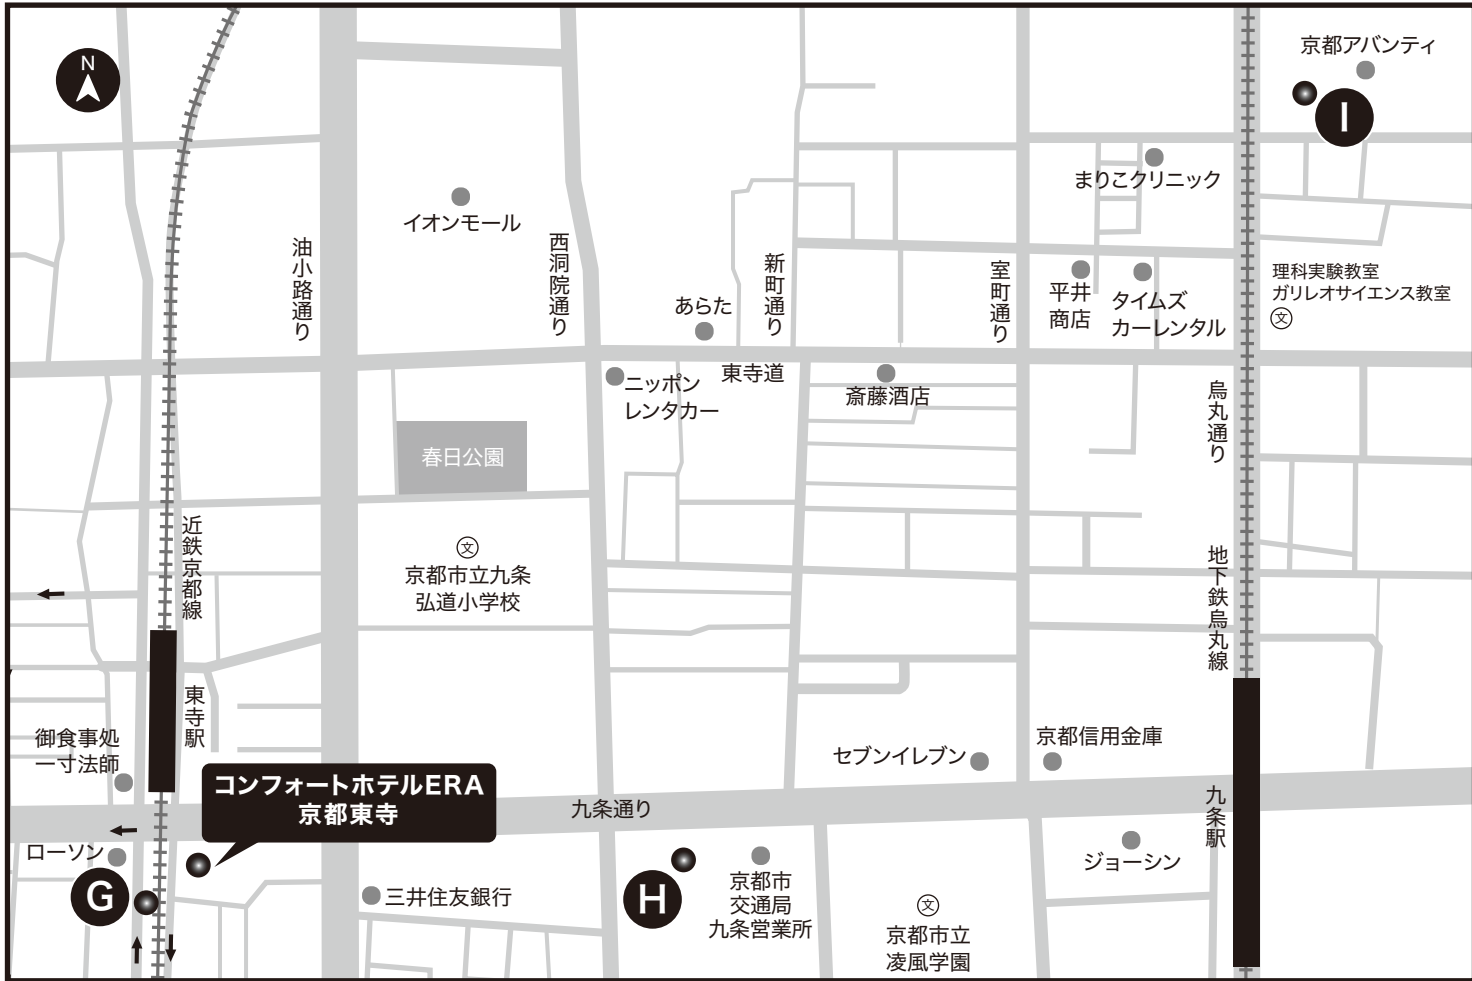 N
京都アバンティ
I
まりこクリニック
イオンモール
油小路通り
西洞院通り
新町通り
室町通り
平井
商店
タイムズ
カーレンタル
理科実験教室
ガリレオサイエンス教室
文
あらた
東寺道
ニッポン
レンタカー
斎藤酒店
烏丸通り
春日公園
近鉄京都線
文
京都市立九条
弘道小学校
地下鉄烏丸線
東寺駅
御食事処
一寸法師
コンフォートホテルERA
京都東寺
セブンイレブン
京都信用金庫
九条通り
九条駅
ローソン
G
三井住友銀行
H
京都市
交通局
九条営業所
文
京都市立
凌風学園
ジョーシン